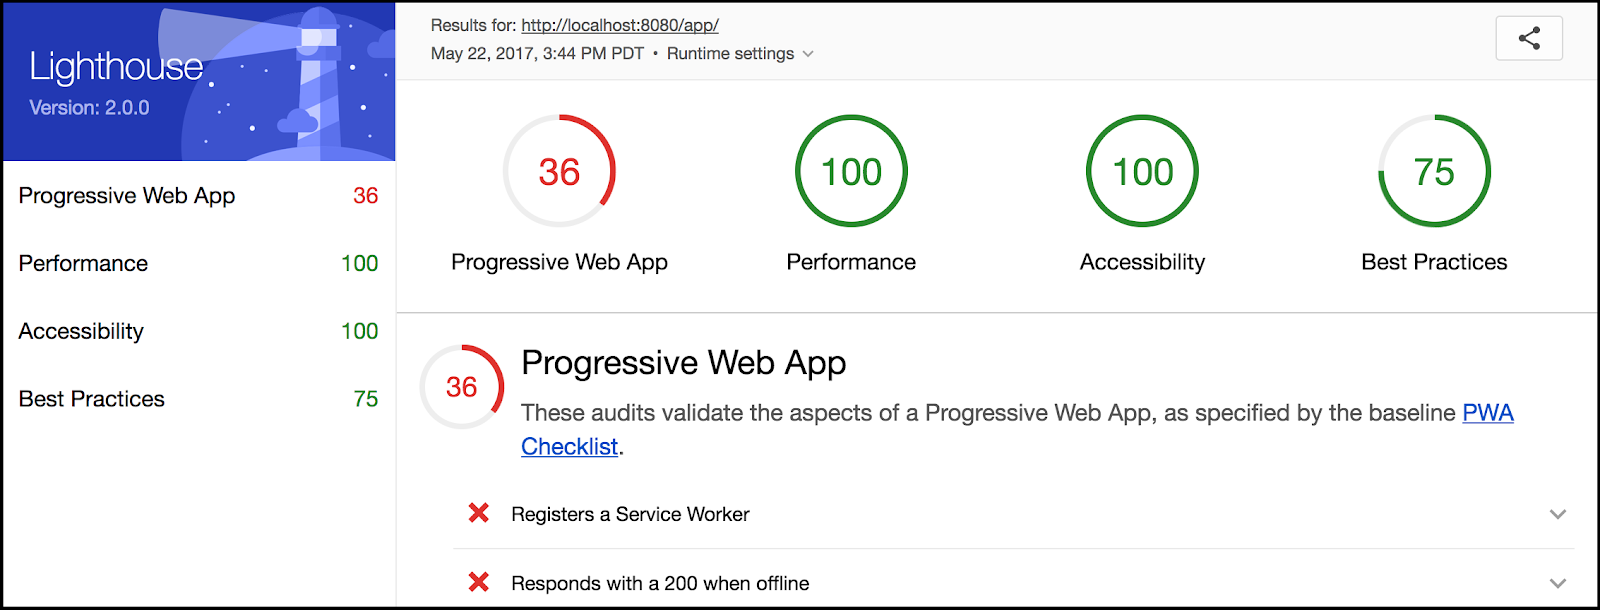 Lighthouse
Version: 2.0.0
Progressive Web App 36
Performance 100
Accessibility 100
Best Practices 75
Results for: http://localhost:8080/app/
May 22, 2017, 3:44 PM PDT • Runtime settings
36
100
100
75
Progressive Web App
Performance
Accessibility
Best Practices
36
Progressive Web App
These audits validate the aspects of a Progressive Web App, as specified by the baseline PWA
Checklist.
Registers a Service Worker
Responds with a 200 when offline